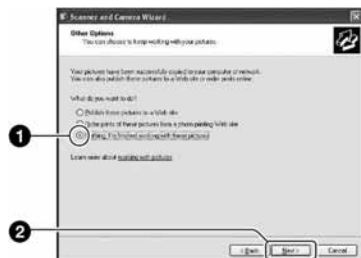 Scanner and Camera Wizard
Other Options
You can choose to keep working with your pictures.
Your pictures have been successfully copied to your computer or network.
You can also publish these pictures to a Web site or order prints online.
What do you want to do?
Publish these pictures to a Web site
Order prints of these pictures from a photo printing Web site
1
Nothing. I'm finished working with these pictures
Learn more about working with pictures.
2
< Back
Next >
Cancel